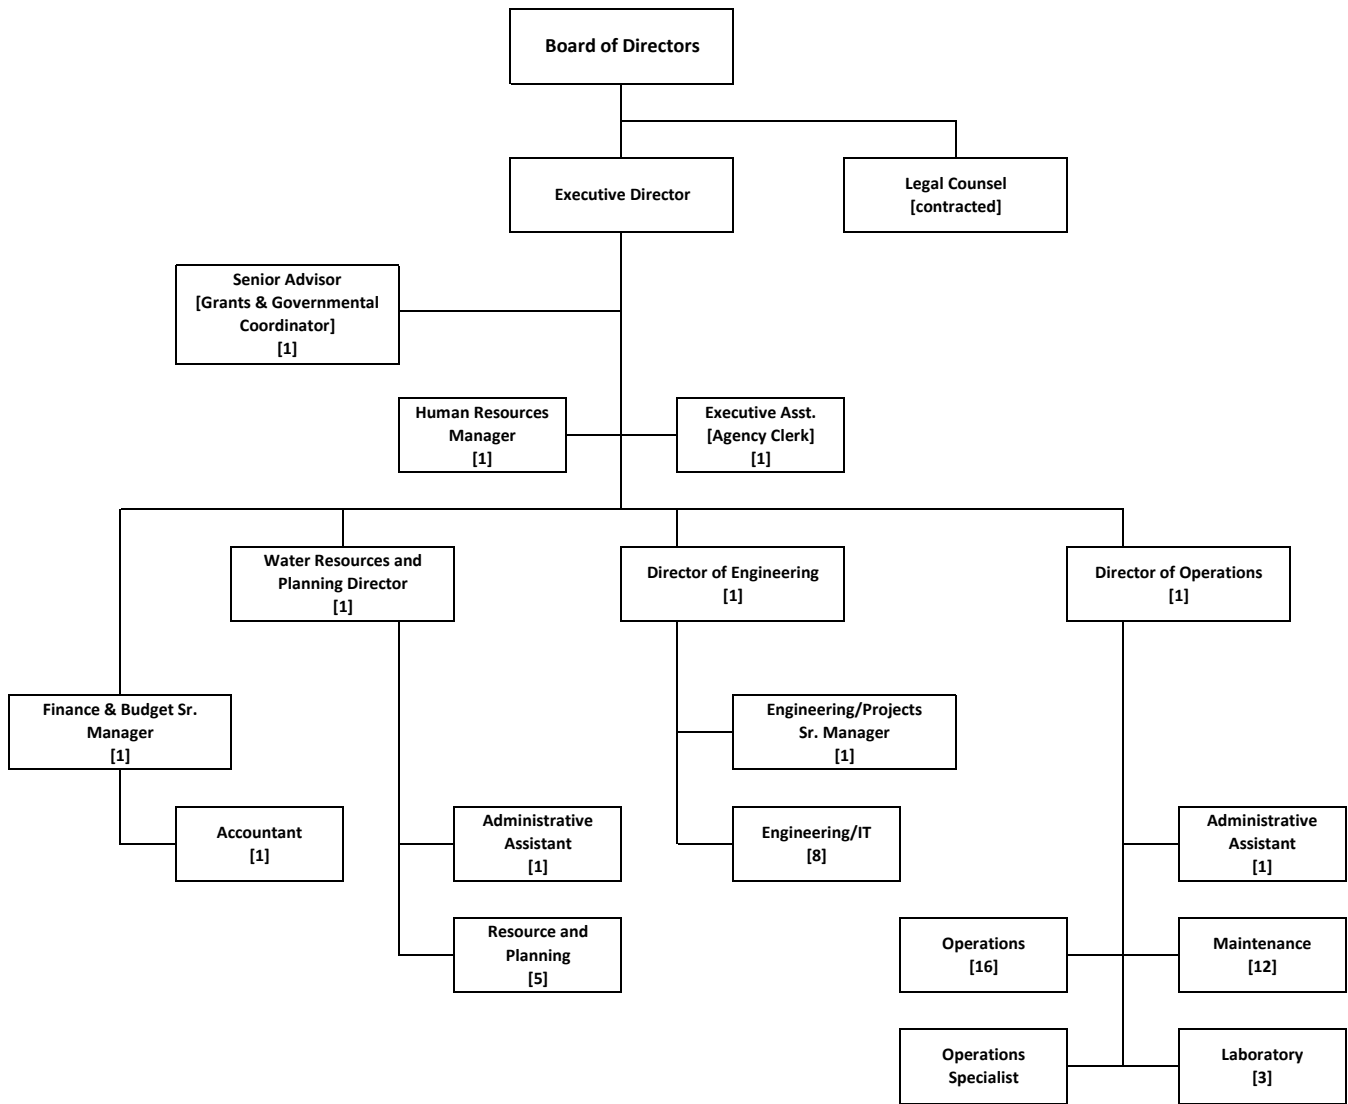 Board of Directors
Executive Director
Legal Counsel
[contracted]
Senior Advisor
[Grants & Governmental
Coordinator]
[1]
Human Resources
Manager
[1]
Executive Asst.
[Agency Clerk]
[1]
Water Resources and
Planning Director
[1]
Director of Engineering
[1]
Director of Operations
[1]
Finance & Budget Sr.
Manager
[1]
Engineering/Projects
Sr. Manager
[1]
Accountant
[1]
Administrative
Assistant
[1]
Engineering/IT
[8]
Administrative
Assistant
[1]
Resource and
Planning
[5]
Operations
[16]
Maintenance
[12]
Operations
Specialist
Laboratory
[3]